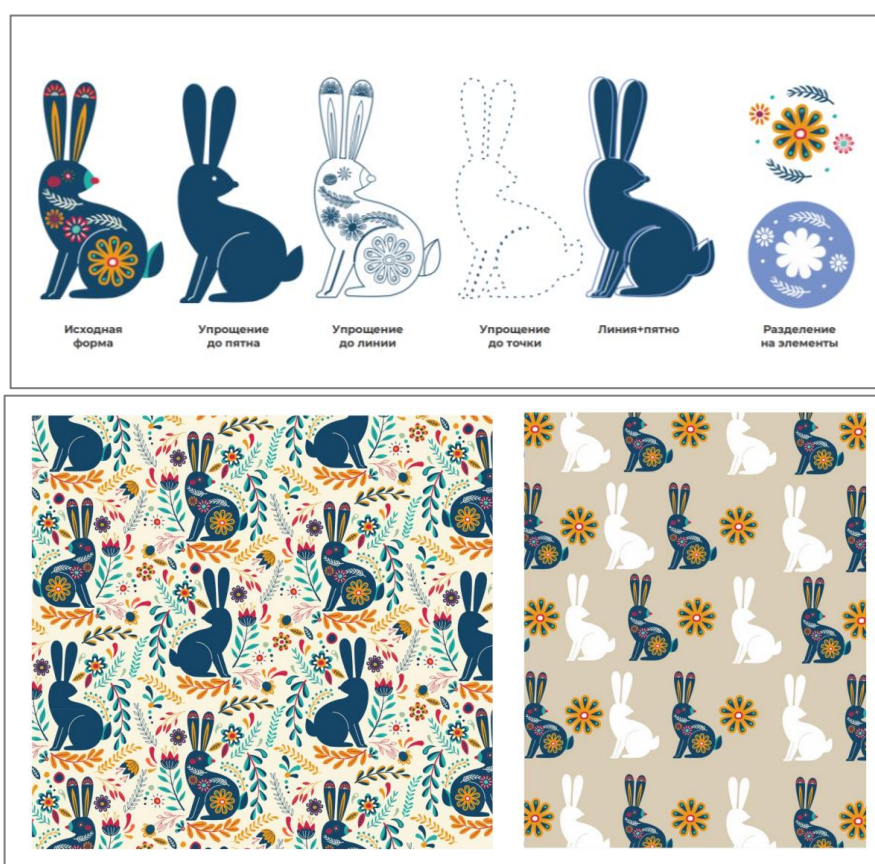 Исходная
форма
Упрощение
до пятна
Упрощение
до линии
Упрощение
до точки
Линия+пятно
Разделение
на элементы